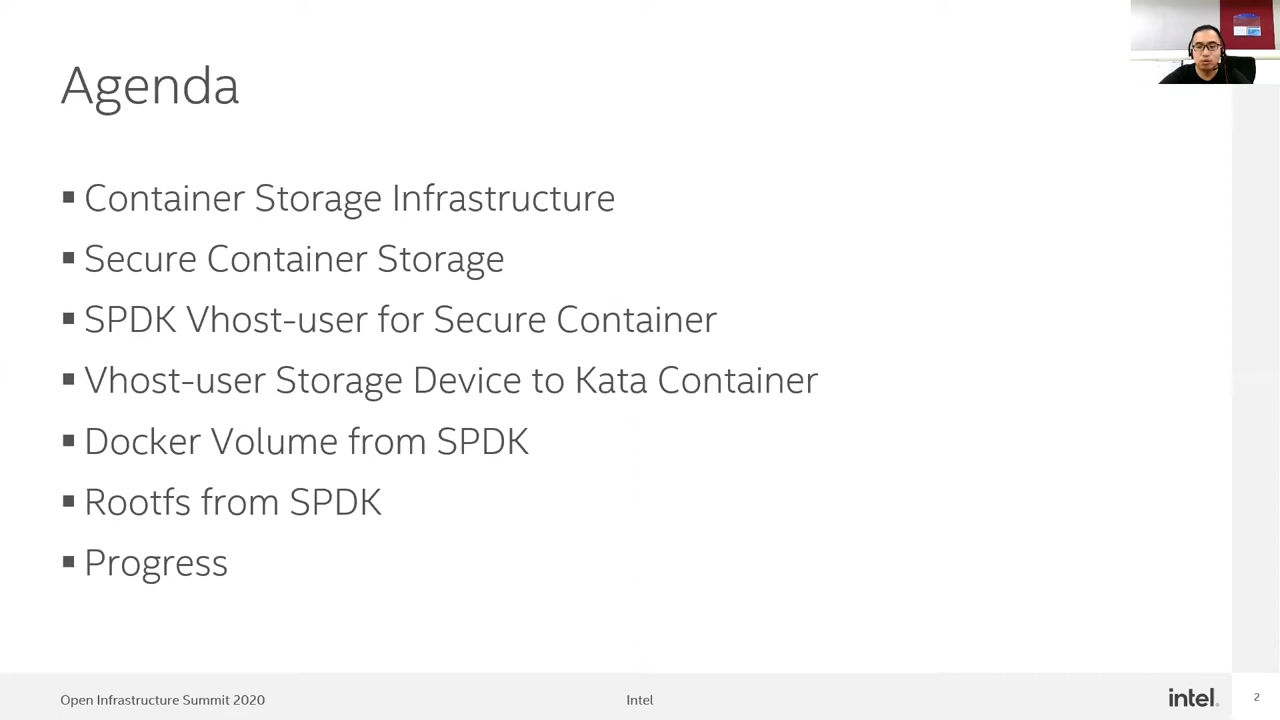 Agenda
▪ Container Storage Infrastructure
▪ Secure Container Storage
▪ SPDK Vhost-user for Secure Container
▪ Vhost-user Storage Device to Kata Container
▪ Docker Volume from SPDK
▪ Rootfs from SPDK
▪ Progress
Open Infrastructure Summit 2020
Intel
intel.
2